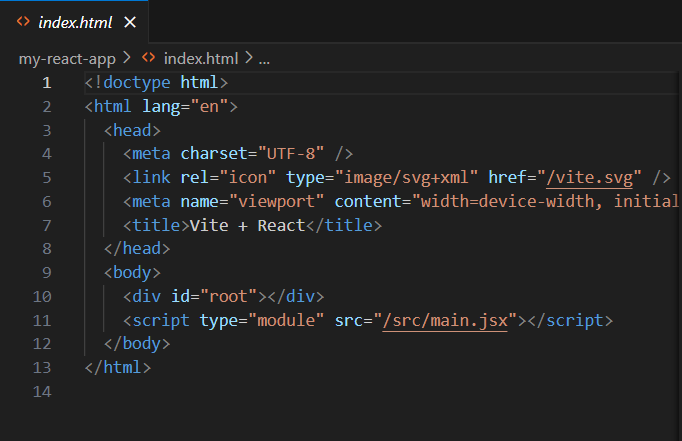 index.html
my-react-app > index.html > ...
1 <!doctype html>
2 <html lang="en">
3 <head>
4 <meta charset="UTF-8" />
5 <link rel="icon" type="image/svg+xml" href="/vite.svg" />
6 <meta name="viewport" content="width=device-width, initial
7 <title>Vite + React</title>
8 </head>
9 <body>
10 <div id="root"></div>
11 <script type="module" src="/src/main.jsx"></script>
12 </body>
13 </html>
14